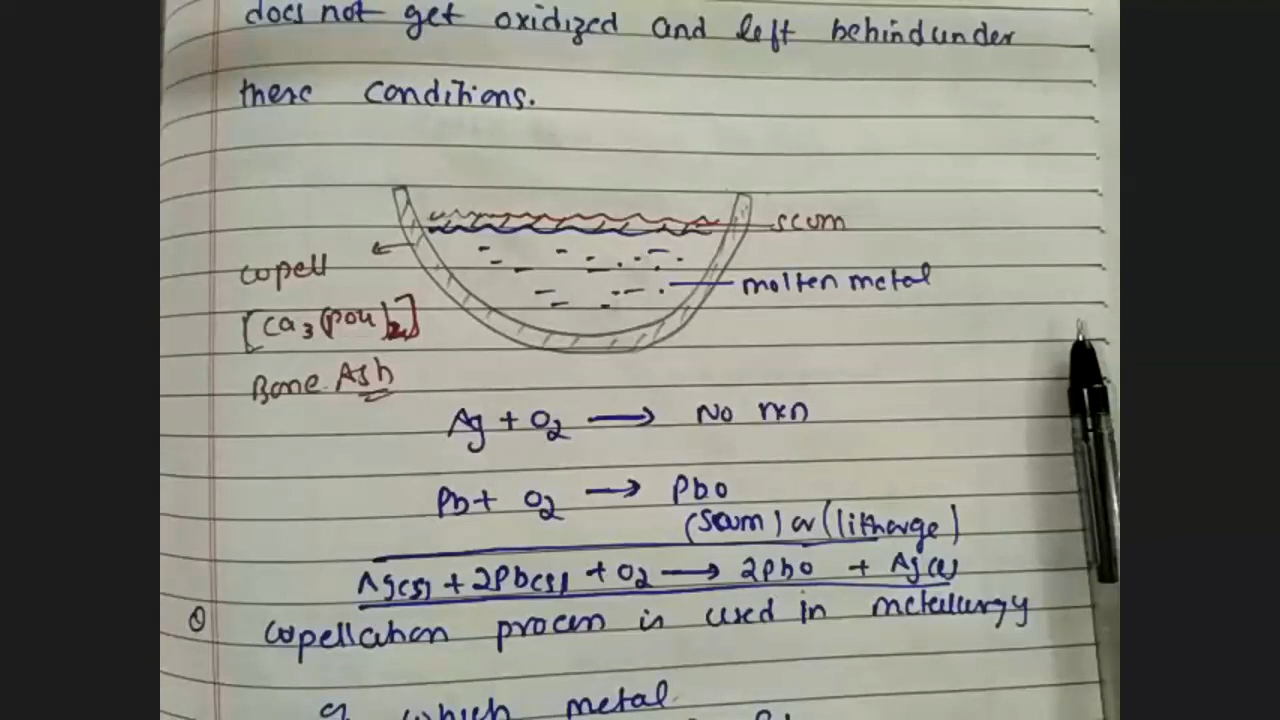 does not get oxidized and left behind under
these conditions.
scum
copell
molten metal
[Ca3(PO4)2]
Bone Ash
Ag + O2 → No rxn
Pb + O2 → PbO
(scum) or (litharge)
Ag(s) + 2Pb(s) + O2 → 2PbO + Ag(s)
Q copellation process is used in metallurgy
of which metal